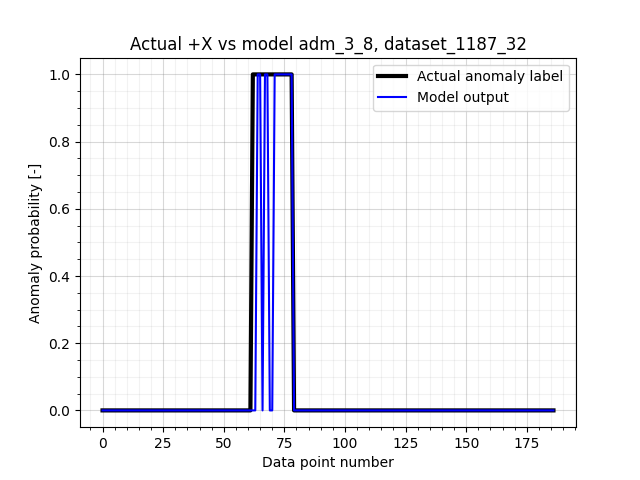 Actual +X vs model adm_3_8, dataset_1187_32
Actual anomaly label
Model output
Anomaly probability [-]
1.0
0.8
0.6
0.4
0.2
0.0
0 25 50 75 100 125 150 175
Data point number